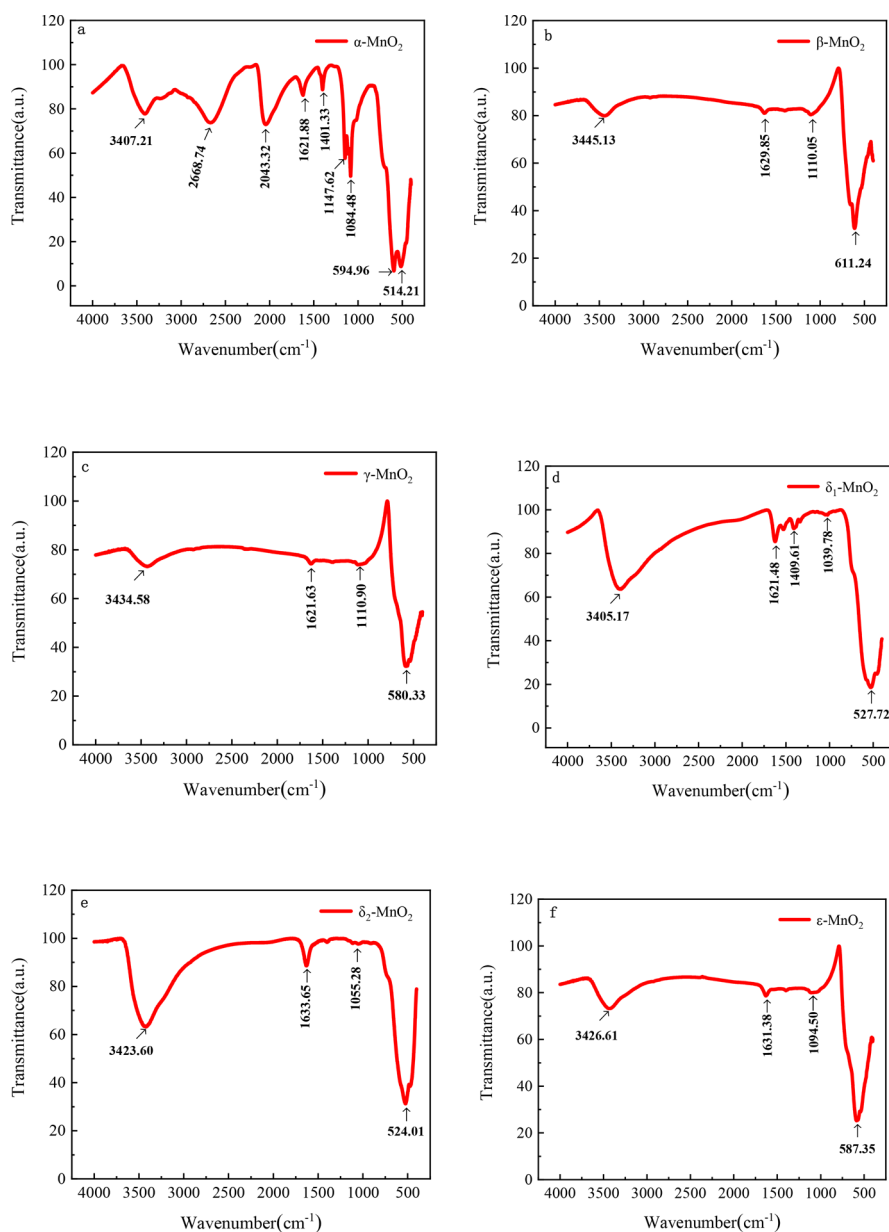 a
α-MnO2
120
100
80
60
40
20
0
Transmittance(a.u.)
3407.21
2668.74
2043.32
1621.88
1401.33
1147.62
1084.48
594.96
514.21
4000 3500 3000 2500 2000 1500 1000 500
Wavenumber(cm-1)
b
β-MnO2
120
100
80
60
40
20
0
Transmittance(a.u.)
3445.13
1629.85
1110.05
611.24
4000 3500 3000 2500 2000 1500 1000 500
Wavenumber(cm-1)
c
γ-MnO2
120
100
80
60
40
20
0
Transmittance(a.u.)
3434.58
1621.63
1110.90
580.33
4000 3500 3000 2500 2000 1500 1000 500
Wavenumber(cm-1)
d
δ1-MnO2
120
100
80
60
40
20
0
Transmittance(a.u.)
3405.17
1621.48
1409.61
1039.78
527.72
4000 3500 3000 2500 2000 1500 1000 500
Wavenumber(cm-1)
e
δ2-MnO2
120
100
80
60
40
20
0
Transmittance(a.u.)
3423.60
1633.65
1055.28
524.01
4000 3500 3000 2500 2000 1500 1000 500
Wavenumber(cm-1)
f
ε-MnO2
120
100
80
60
40
20
0
Transmittance(a.u.)
3426.61
1631.38
1094.50
587.35
4000 3500 3000 2500 2000 1500 1000 500
Wavenumber(cm-1)